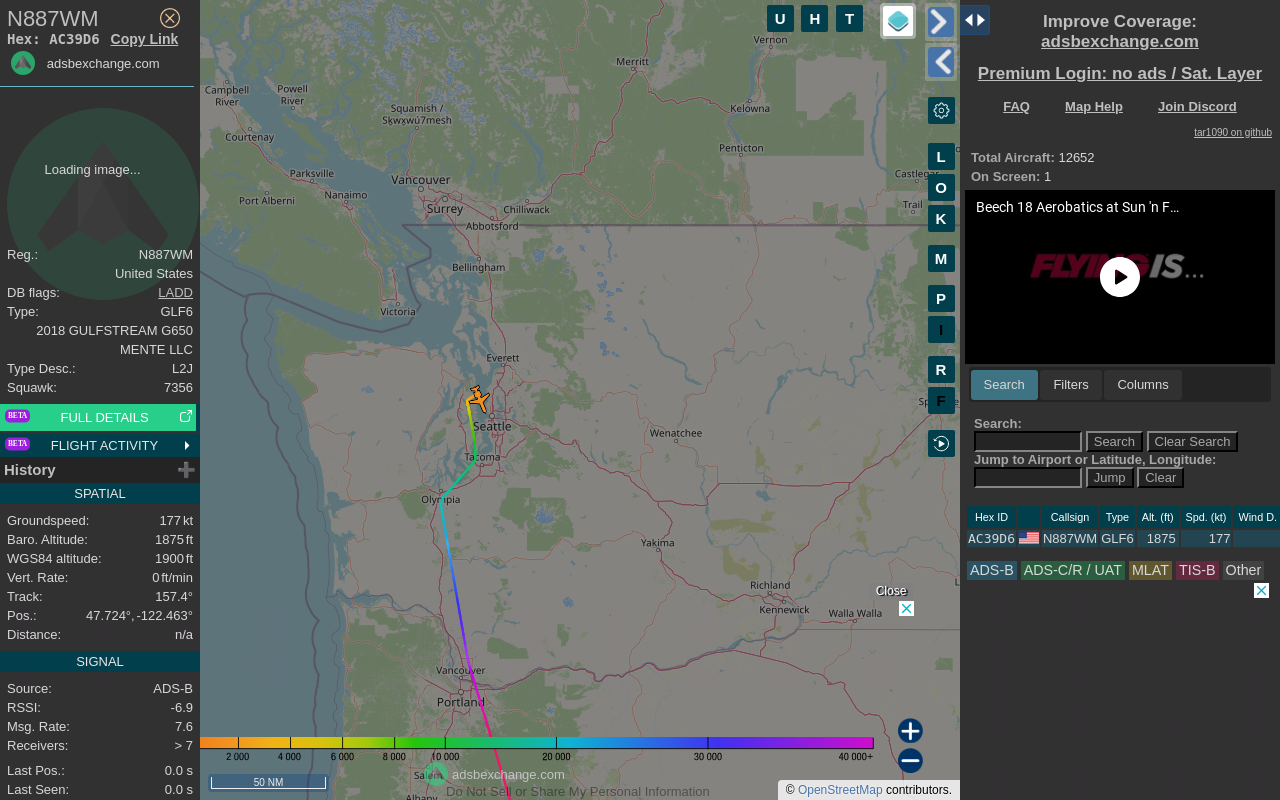 N887WM
Hex: AC39D6 Copy Link
adsbexchange.com
Loading image...
Reg.: N887WM
United States
DB flags: LADD
Type: GLF6
2018 GULFSTREAM G650
MENTE LLC
Type Desc.: L2J
Squawk: 7356
BETA FULL DETAILS
BETA FLIGHT ACTIVITY
History
SPATIAL
Groundspeed: 177 kt
Baro. Altitude: 1875 ft
WGS84 altitude: 1900 ft
Vert. Rate: 0 ft/min
Track: 157.4°
Pos.: 47.724°, -122.463°
Distance: n/a
SIGNAL
Source: ADS-B
RSSI: -6.9
Msg. Rate: 7.6
Receivers: > 7
Last Pos.: 0.0 s
Last Seen: 0.0 s
U H T
L
O
K
M
P
I
R
F
Vernon
Merritt
Campbell
River
Powell
River
Squamish /
Sḵwx̱wú7mesh
Kelowna
Courtenay
Penticton
Parksville
Vancouver
Castlegar
Port Alberni
Nanaimo
Surrey
Chilliwack
Trail
Abbotsford
Bellingham
Victoria
Everett
Seattle
Wenatchee
Tacoma
Olympia
Yakima
Richland
Kennewick
Walla Walla
Vancouver
Portland
Salem
Albany
Close
2 000 4 000 6 000 8 000 10 000 20 000 30 000 40 000+
50 NM
adsbexchange.com
Do Not Sell or Share My Personal Information
© OpenStreetMap contributors.
Improve Coverage:
adsbexchange.com
Premium Login: no ads / Sat. Layer
FAQ Map Help Join Discord
tar1090 on github
Total Aircraft: 12652
On Screen: 1
Beech 18 Aerobatics at Sun 'n F...
FLYING IS...
Search Filters Columns
Search:
Search Clear Search
Jump to Airport or Latitude, Longitude:
Jump Clear
Hex ID Callsign Type Alt. (ft) Spd. (kt) Wind D.
AC39D6 N887WM GLF6 1875 177
ADS-B ADS-C/R / UAT MLAT TIS-B Other